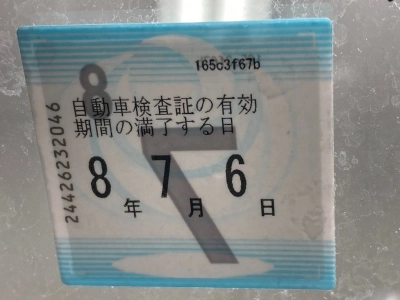 165c3f67b
自動車検査証の有効
期間の満了する日
8年7月6日
24426232046